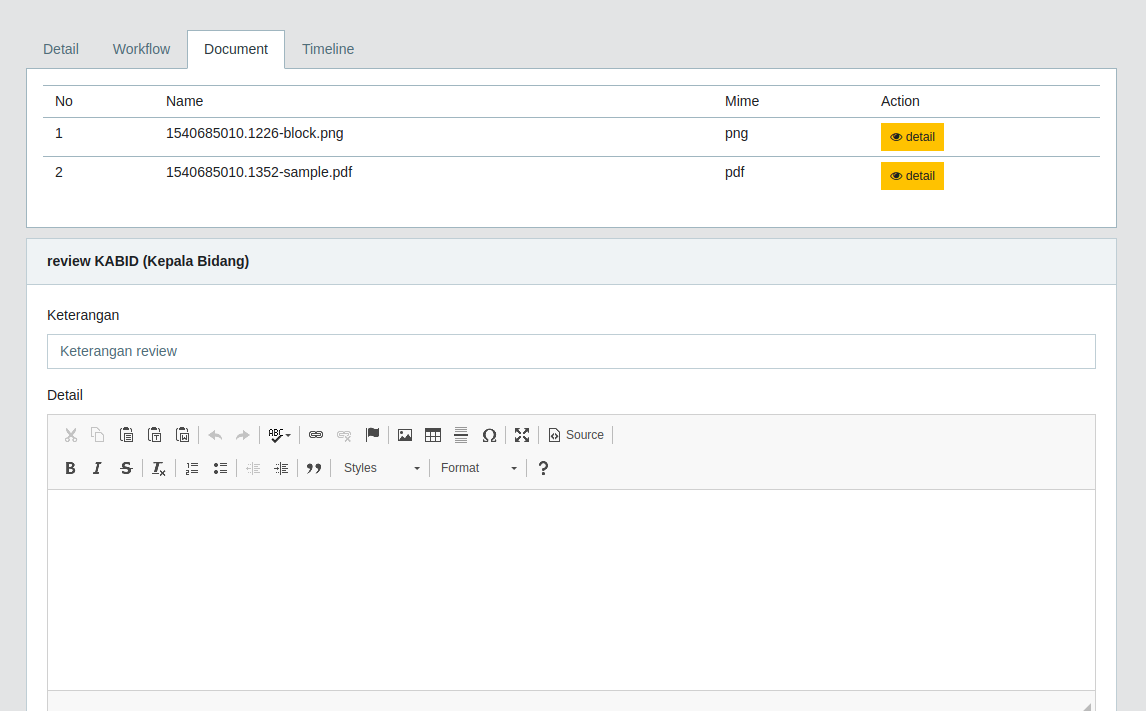 Detail Workflow Document Timeline
No Name Mime Action
1 1540685010.1226-block.png png detail
2 1540685010.1352-sample.pdf pdf detail
review KABID (Kepala Bidang)
Keterangan
Keterangan review
Detail
ABC Source
B I S Tx Styles Format ?